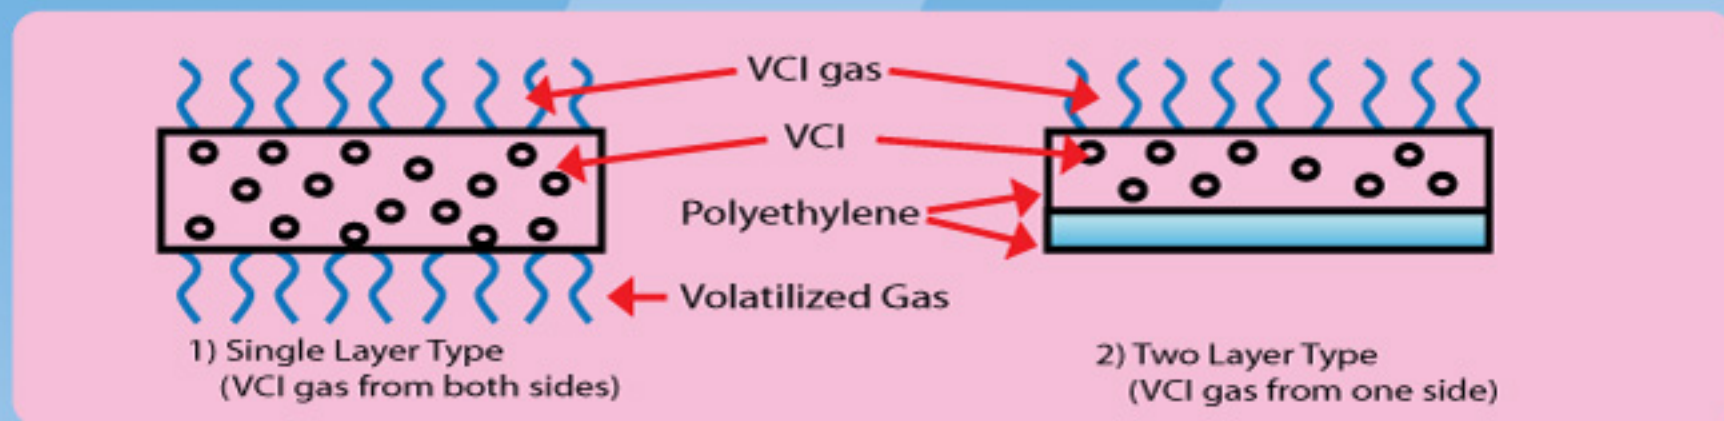 VCI gas
VCI
Polyethylene
Volatilized Gas
1) Single Layer Type
(VCI gas from both sides)
2) Two Layer Type
(VCI gas from one side)